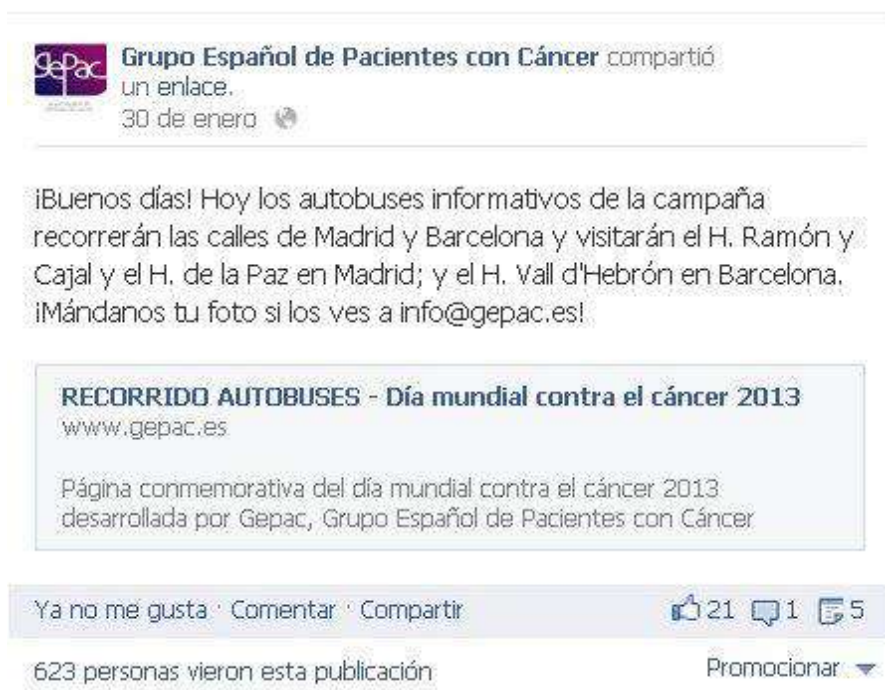 gepac
Grupo Español de Pacientes con Cáncer compartió
un enlace.
30 de enero
¡Buenos días! Hoy los autobuses informativos de la campaña
recorrerán las calles de Madrid y Barcelona y visitarán el H. Ramón y
Cajal y el H. de la Paz en Madrid; y el H. Vall d'Hebrón en Barcelona.
¡Mándanos tu foto si los ves a info@gepac.es!
RECORRIDO AUTOBUSES - Día mundial contra el cáncer 2013
www.gepac.es
Página conmemorativa del día mundial contra el cáncer 2013
desarrollada por Gepac, Grupo Español de Pacientes con Cáncer
Ya no me gusta · Comentar · Compartir 21 1 5
623 personas vieron esta publicación Promocionar